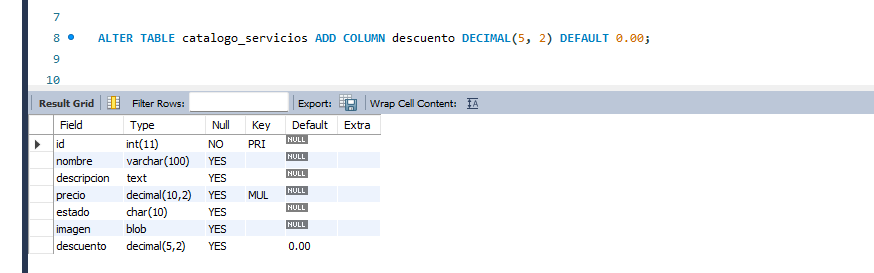 7
8 ALTER TABLE catalogo_servicios ADD COLUMN descuento DECIMAL(5, 2) DEFAULT 0.00;
9
10
Result Grid Filter Rows: Export: Wrap Cell Content: IA
Field Type Null Key Default Extra
id int(11) NO PRI NULL
nombre varchar(100) YES NULL
descripcion text YES NULL
precio decimal(10,2) YES MUL NULL
estado char(10) YES NULL
imagen blob YES NULL
descuento decimal(5,2) YES 0.00